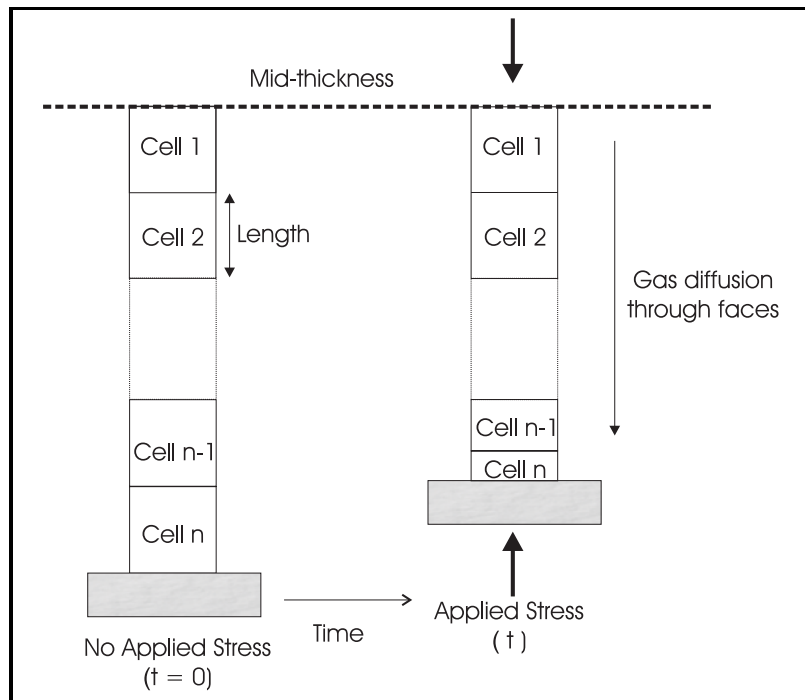 Mid-thickness
Cell 1
Cell 2
Length
Cell n-1
Cell n
No Applied Stress
(t = 0)
Time
Cell 1
Cell 2
Gas diffusion
through faces
Cell n-1
Cell n
Applied Stress
( t )